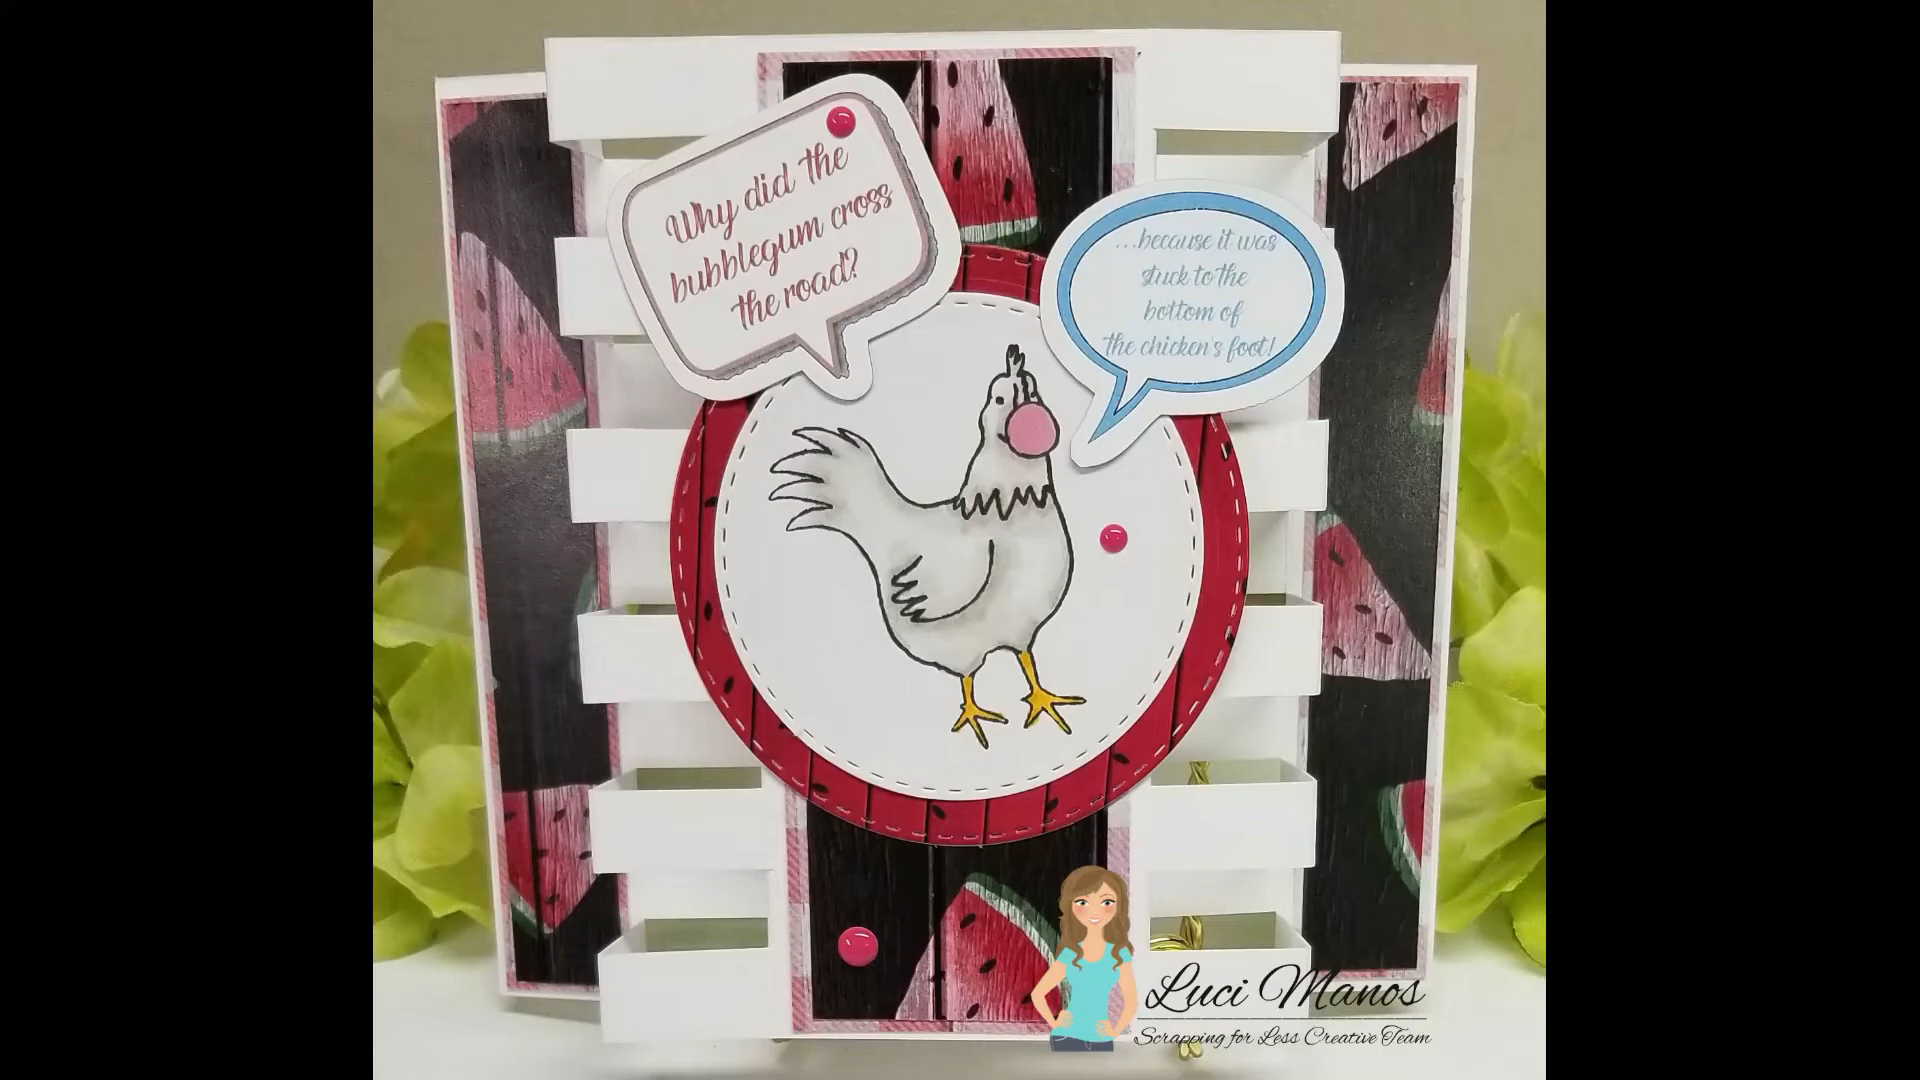 Why did the
bubblegum cross
the road?
...because it was
stuck to the
bottom of
the chicken's foot!
Luci Manos
Scrapping for Less Creative Team